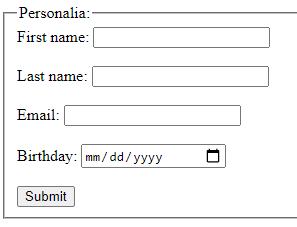 Personalia:
First name:
Last name:
Email:
Birthday: mm/dd/yyyy
Submit